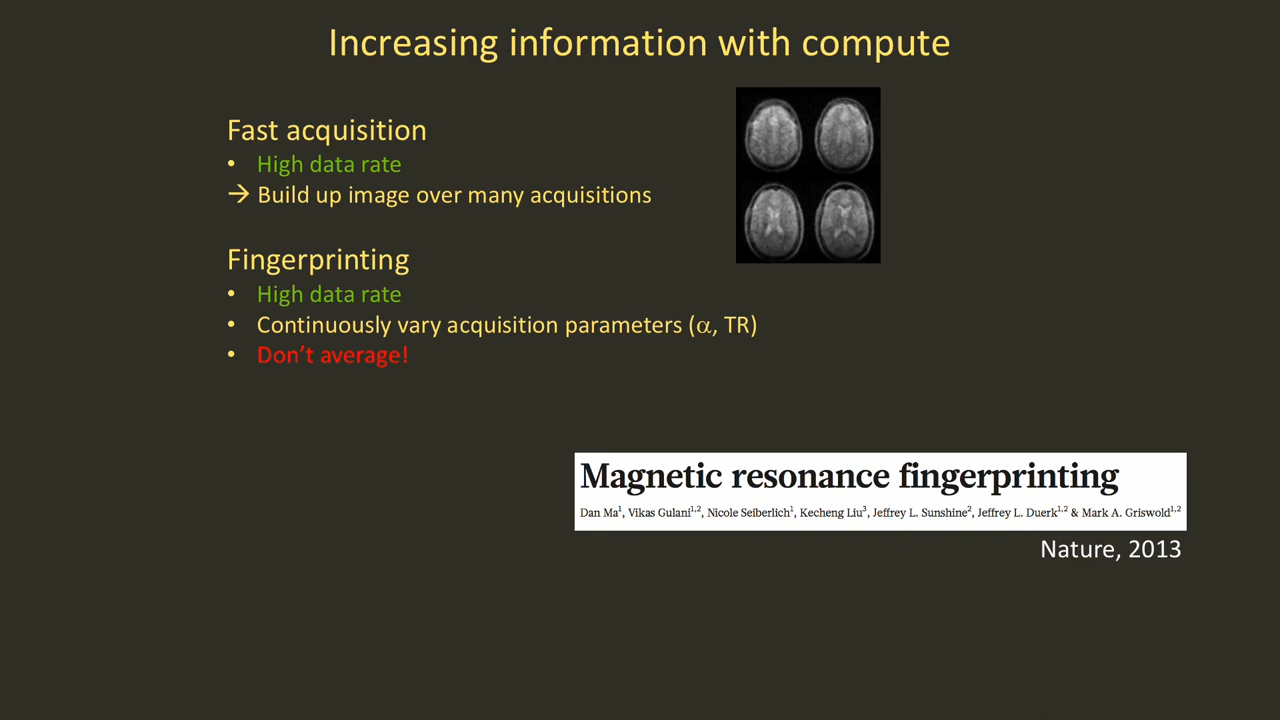 Increasing information with compute
Fast acquisition
• High data rate
→ Build up image over many acquisitions
Fingerprinting
• High data rate
• Continuously vary acquisition parameters (α, TR)
• Don’t average!
Magnetic resonance fingerprinting
Dan Ma¹, Vikas Gulani¹,², Nicole Seiberlich¹, Kecheng Liu³, Jeffrey L. Sunshine², Jeffrey L. Duerk¹,² & Mark A. Griswold¹,²
Nature, 2013